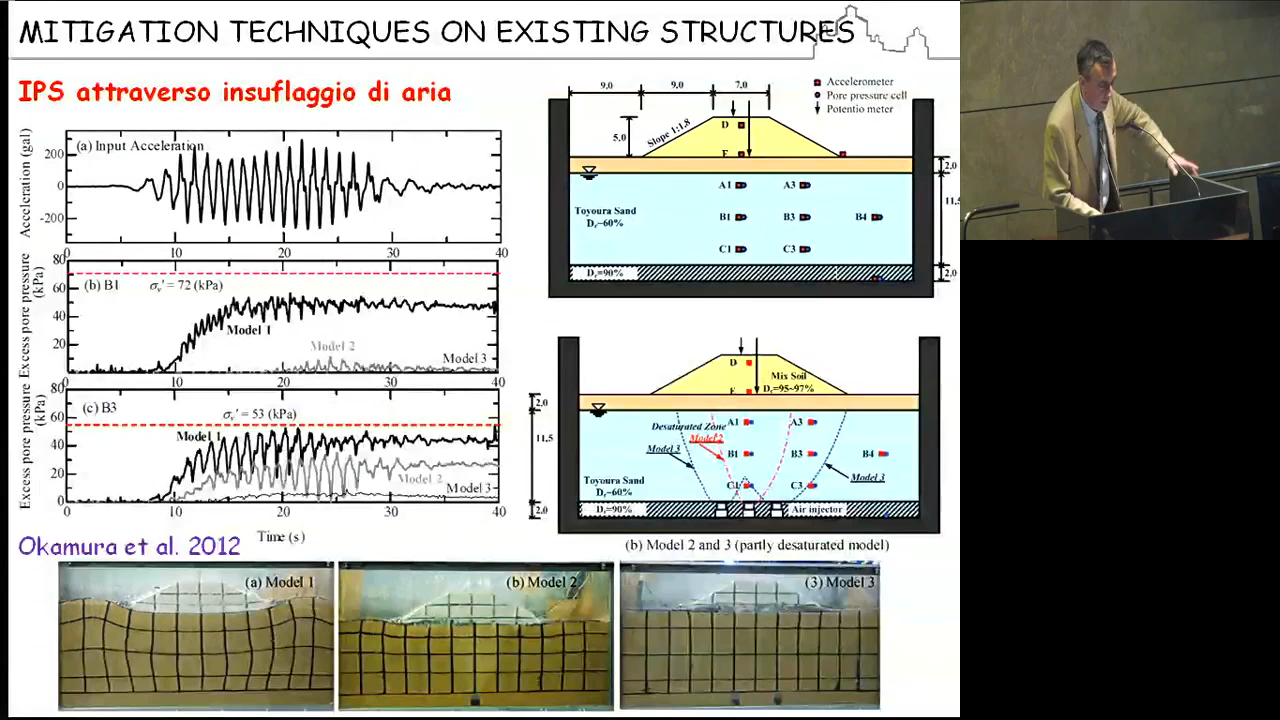 MITIGATION TECHNIQUES ON EXISTING STRUCTURES
IPS attraverso insuflaggio di aria
Acceleration (gal)
(a) Input Acceleration
200
0
-200
0 10 20 30 40
Excess pore pressure (kPa)
80
60
40
20
(b) B1 σv' = 72 (kPa)
Model 1
Model 2
Model 3
0 10 20 30 40
Excess pore pressure (kPa)
80
60
40
20
0
(c) B3 σv' = 53 (kPa)
Model 1
Model 2
Model 3
0 10 20 30 40
Time (s)
Okamura et al. 2012
9.0 9.0 7.0
Accelerometer
Pore pressure cell
Potentio meter
5.0
Slope 1:1.8
D
2.0
11.5
2.0
A1 A3
B1 B3 B4
C1 C3
Toyoura Sand
Dr=60%
Dr=90%
D
Mix Soil
Dr=95~97%
2.0
11.5
2.0
Desaturated Zone
Model 2
Model 3
A1 A3
B1 B3 B4
C1 C3
Model 3
Toyoura Sand
Dr=60%
Dr=90%
Air injector
(b) Model 2 and 3 (partly desaturated model)
(a) Model 1
(b) Model 2
(3) Model 3